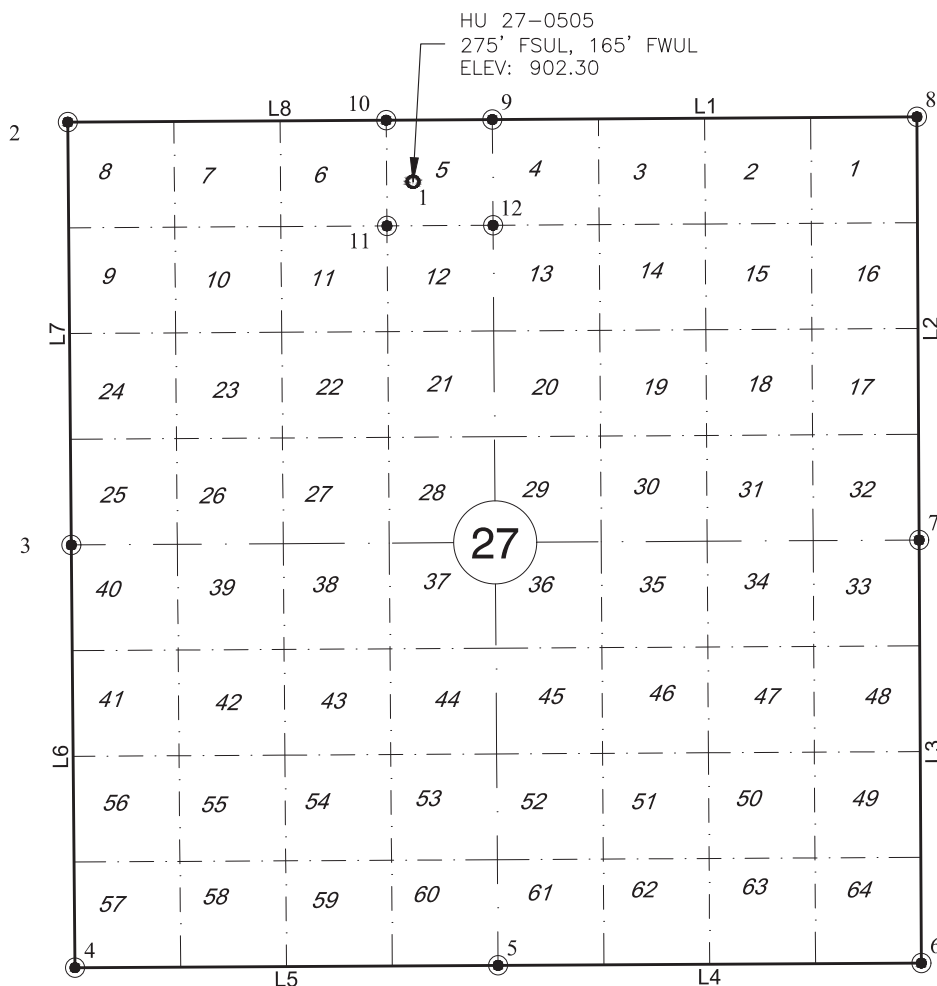 HU 27-0505
275' FSUL, 165' FWUL
ELEV: 902.30
2 L8 10 9 L1 8
8 7 6 5 4 3 2 1
1
11 12
9 10 11 12 13 14 15 16
L7 L2
24 23 22 21 20 19 18 17
25 26 27 28 29 30 31 32
3 27 7
40 39 38 37 36 35 34 33
41 42 43 44 45 46 47 48
L6 L3
56 55 54 53 52 51 50 49
57 58 59 60 61 62 63 64
4 5 6
L5 L4